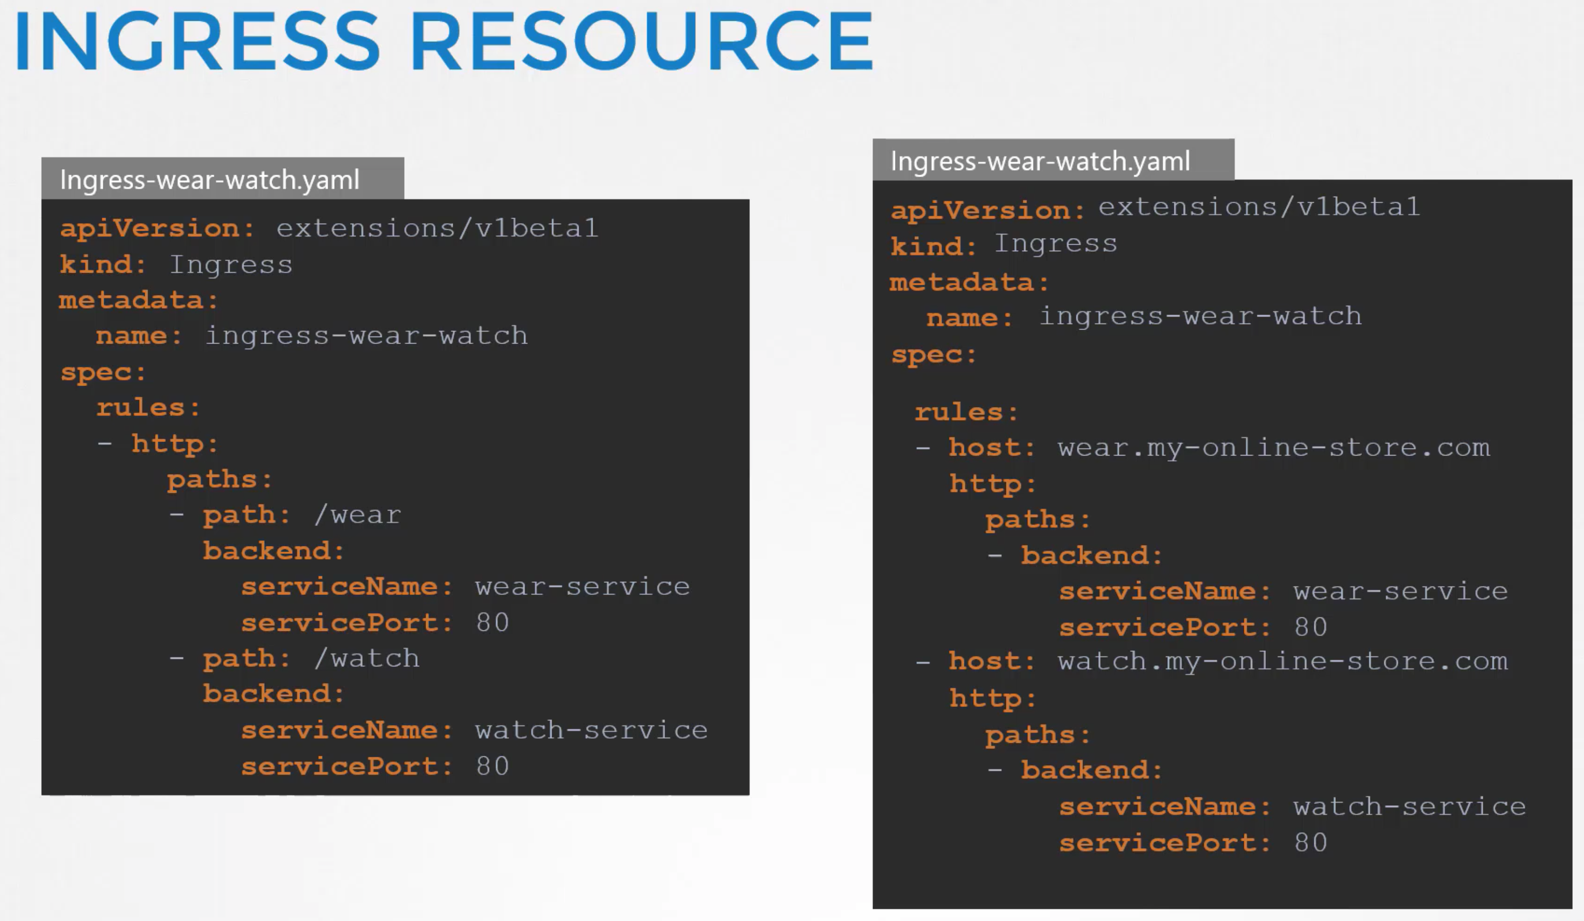 INGRESS RESOURCE
Ingress-wear-watch.yaml
apiVersion: extensions/v1beta1
kind: Ingress
metadata:
  name: ingress-wear-watch
spec:
  rules:
  - http:
      paths:
      - path: /wear
        backend:
          serviceName: wear-service
          servicePort: 80
      - path: /watch
        backend:
          serviceName: watch-service
          servicePort: 80
Ingress-wear-watch.yaml
apiVersion: extensions/v1beta1
kind: Ingress
metadata:
  name: ingress-wear-watch
spec:
  rules:
  - host: wear.my-online-store.com
    http:
      paths:
      - backend:
          serviceName: wear-service
          servicePort: 80
  - host: watch.my-online-store.com
    http:
      paths:
      - backend:
          serviceName: watch-service
          servicePort: 80